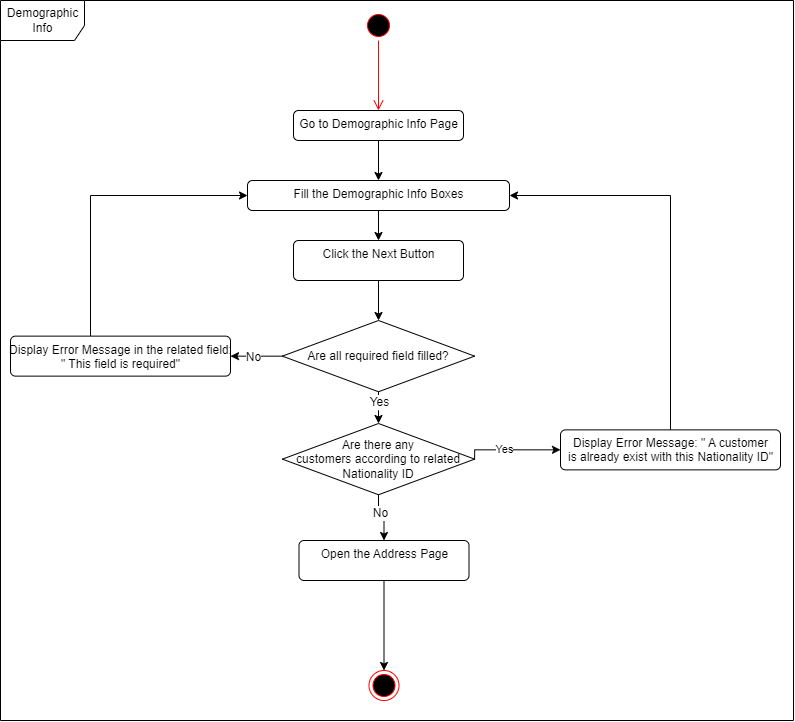 Demographic
Info
Go to Demographic Info Page
Fill the Demographic Info Boxes
Click the Next Button
Are all required field filled?
No
Display Error Message in the related field
" This field is required"
Yes
Are there any
customers according to related
Nationality ID
Yes
Display Error Message: " A customer
is already exist with this Nationality ID"
No
Open the Address Page